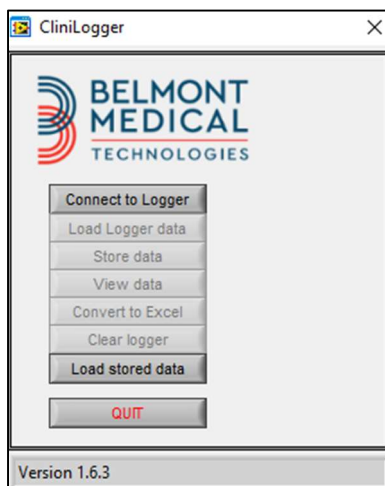 CliniLogger
BELMONT
MEDICAL
TECHNOLOGIES
Connect to Logger
Load Logger data
Store data
View data
Convert to Excel
Clear logger
Load stored data
QUIT
Version 1.6.3